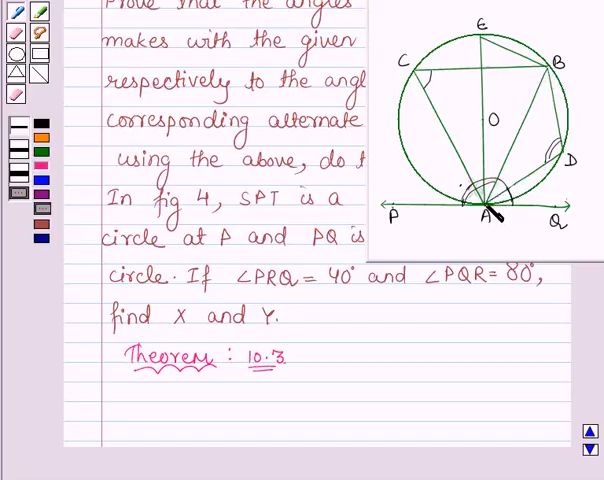 Prove that the angles
makes with the given
respectively to the angl
corresponding alternate
using the above, do t
In fig 4, SPT is a
circle at P and PQ is
circle. If ∠PRQ = 40° and ∠PQR = 80°,
find X and Y.
Theorem : 10.3
E
C
B
O
D
P
A
Q